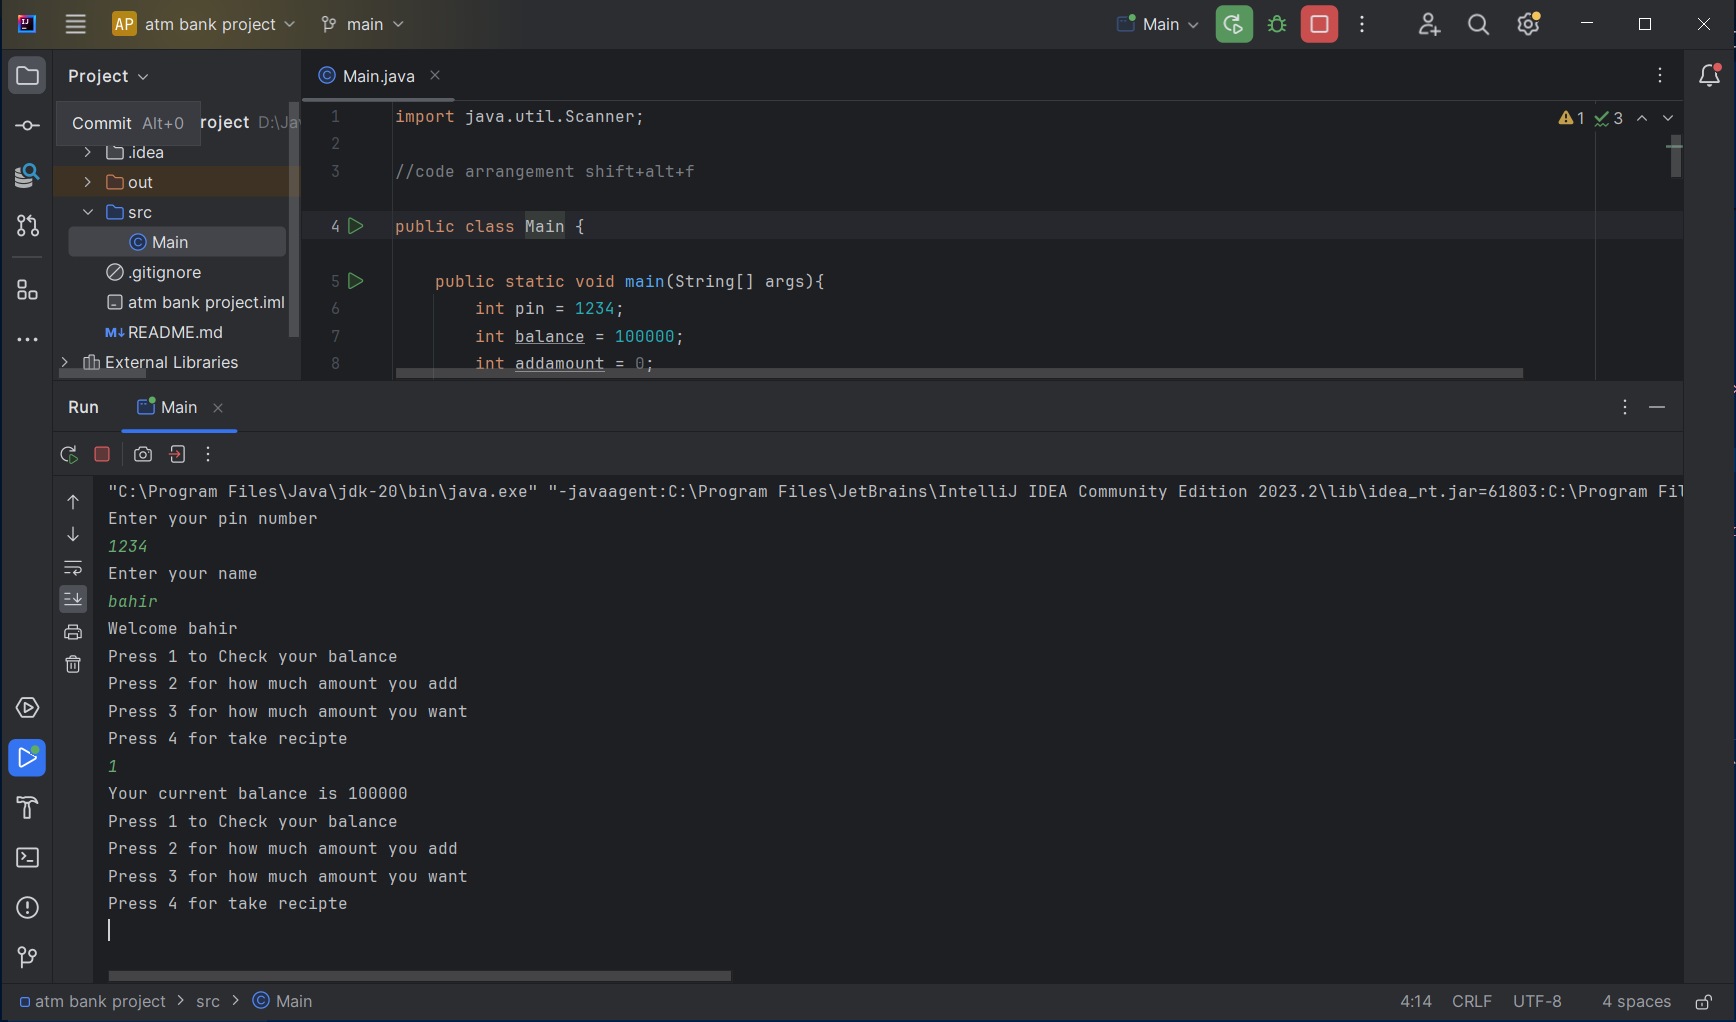 AP atm bank project main Main
Project
Main.java
Commit Alt+0 roject D:\Ja
.idea
out
src
Main
.gitignore
atm bank project.iml
M↓ README.md
External Libraries
1 import java.util.Scanner;
2
3 //code arrangement shift+alt+f
4 public class Main {
5 public static void main(String[] args){
6 int pin = 1234;
7 int balance = 100000;
8 int addamount = 0;
1 3
Run Main
"C:\Program Files\Java\jdk-20\bin\java.exe" "-javaagent:C:\Program Files\JetBrains\IntelliJ IDEA Community Edition 2023.2\lib\idea_rt.jar=61803:C:\Program Fil
Enter your pin number
1234
Enter your name
bahir
Welcome bahir
Press 1 to Check your balance
Press 2 for how much amount you add
Press 3 for how much amount you want
Press 4 for take recipte
1
Your current balance is 100000
Press 1 to Check your balance
Press 2 for how much amount you add
Press 3 for how much amount you want
Press 4 for take recipte
atm bank project > src > Main 4:14 CRLF UTF-8 4 spaces